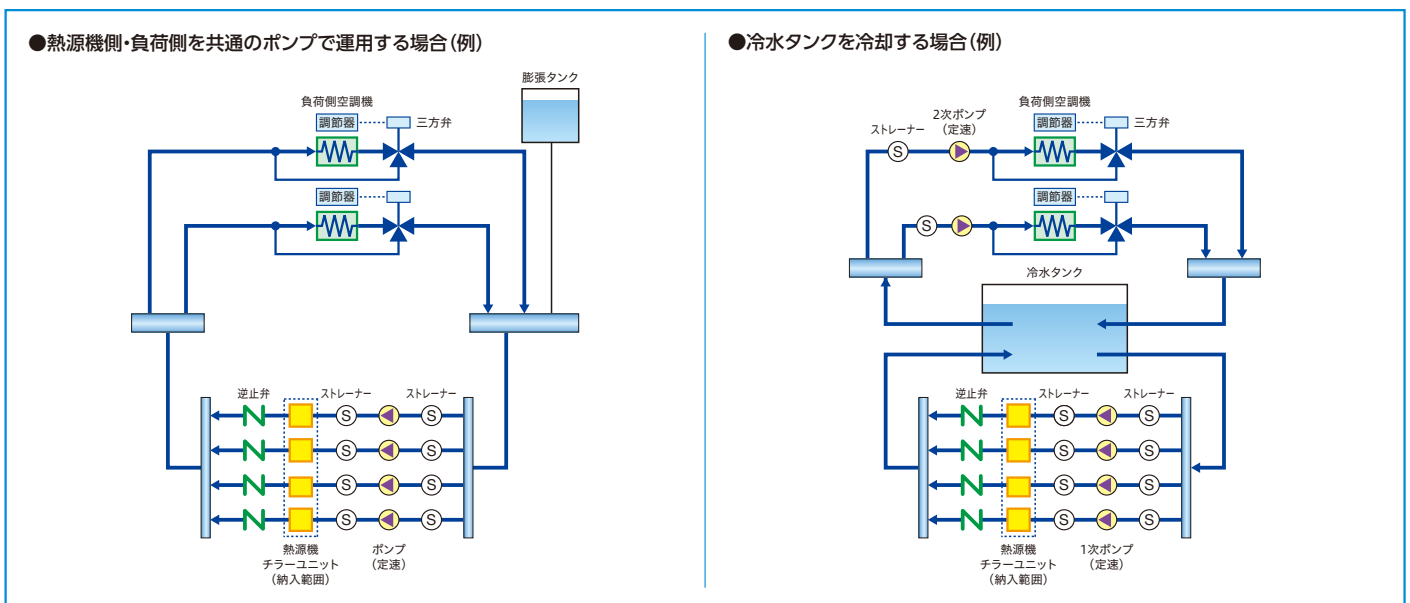 ●熱源機側・負荷側を共通のポンプで運用する場合(例)
膨張タンク
負荷側空調機
調節器
三方弁
調節器
逆止弁
ストレーナー
ストレーナー
S
S
S
S
S
S
S
S
熱源機
チラーユニット
(納入範囲)
ポンプ
(定速)
●冷水タンクを冷却する場合(例)
ストレーナー
2次ポンプ
(定速)
負荷側空調機
調節器
三方弁
S
調節器
S
冷水タンク
逆止弁
ストレーナー
ストレーナー
S
S
S
S
S
S
S
S
熱源機
チラーユニット
(納入範囲)
1次ポンプ
(定速)